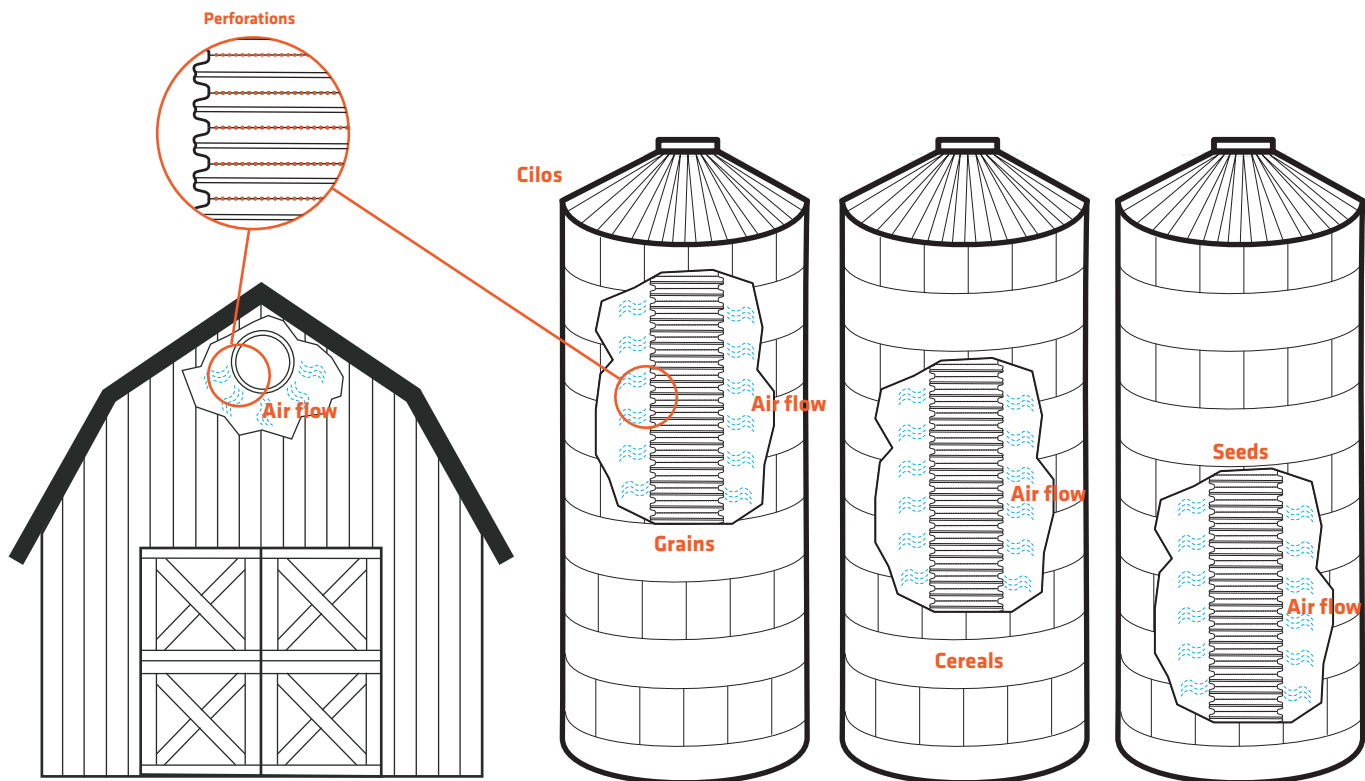 Perforations
Cilos
Air flow
Air flow
Grains
Air flow
Cereals
Seeds
Air flow